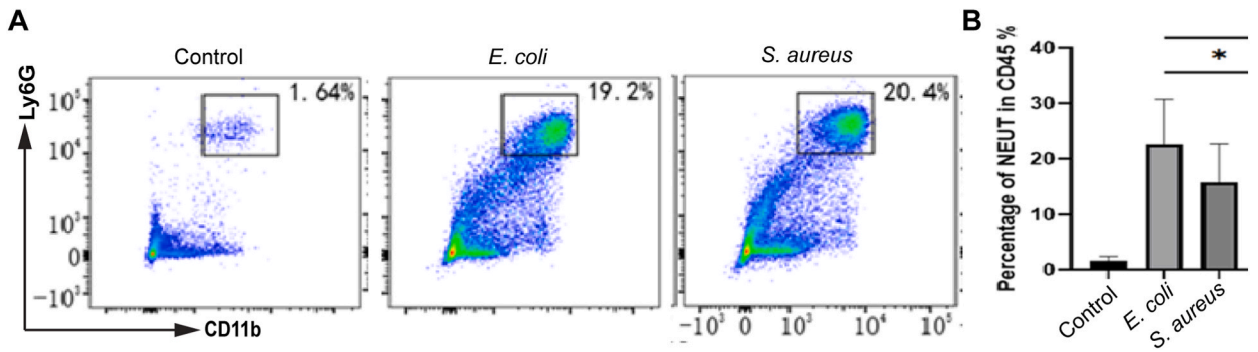 A
Control
E. coli
S. aureus
Ly6G
1.64%
19.2%
20.4%
10⁵
10⁴
10³
0
−10³
CD11b
−10³ 0 10³ 10⁴ 10⁵
B
Percentage of NEUT in CD45 %
40
30
20
10
0
*
Control
E. coli
S. aureus